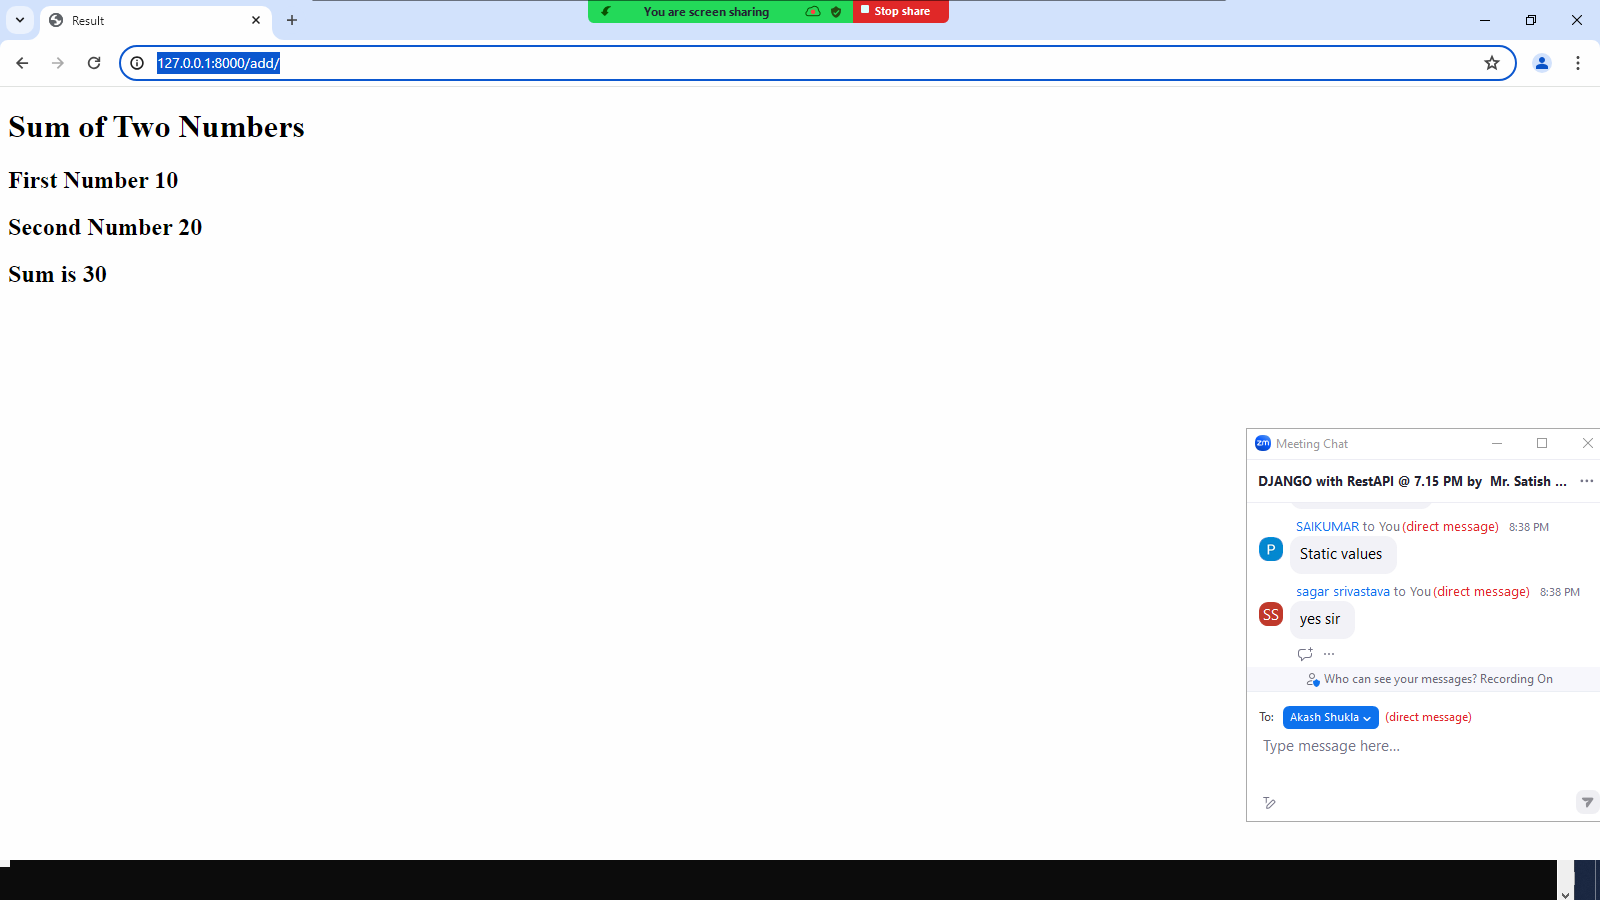 Result
You are screen sharing
Stop share
127.0.0.1:8000/add/
Sum of Two Numbers
First Number 10
Second Number 20
Sum is 30
zm Meeting Chat
DJANGO with RestAPI @ 7.15 PM by Mr. Satish ...
SAIKUMAR to You (direct message) 8:38 PM
P
Static values
sagar srivastava to You (direct message) 8:38 PM
SS
yes sir
Who can see your messages? Recording On
To: Akash Shukla (direct message)
Type message here...